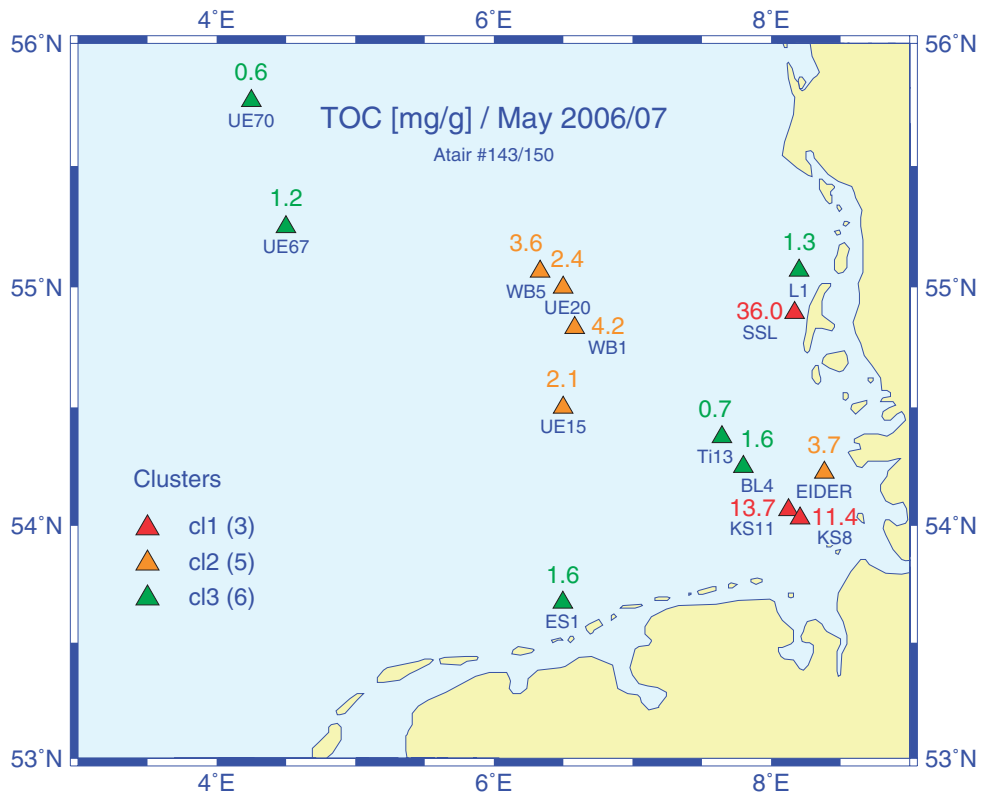 4°E 6°E 8°E
56°N 56°N
0.6
UE70
TOC [mg/g] / May 2006/07
Atair #143/150
1.2
UE67
3.6
WB5
2.4
UE20
4.2
WB1
2.1
UE15
1.3
L1
55°N 55°N
36.0
SSL
0.7
Ti13
1.6
BL4
3.7
EIDER
13.7
KS11
11.4
KS8
Clusters
cl1 (3)
cl2 (5)
cl3 (6)
54°N 54°N
1.6
ES1
53°N 53°N
4°E 6°E 8°E